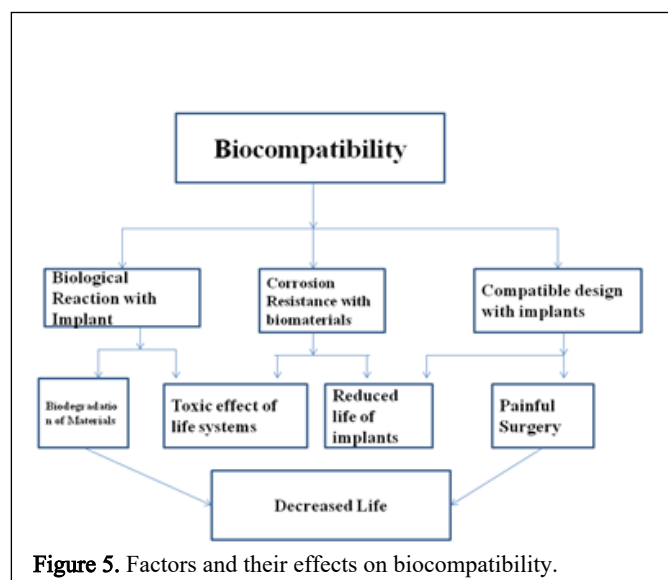 Biocompatibility
Biological
Reaction with
Implant
Corrosion
Resistance with
biomaterials
Compatible design
with implants
Biodegradatio
n of Materials
Toxic effect of
life systems
Reduced
life of
implants
Painful
Surgery
Decreased Life
Figure 5. Factors and their effects on biocompatibility.